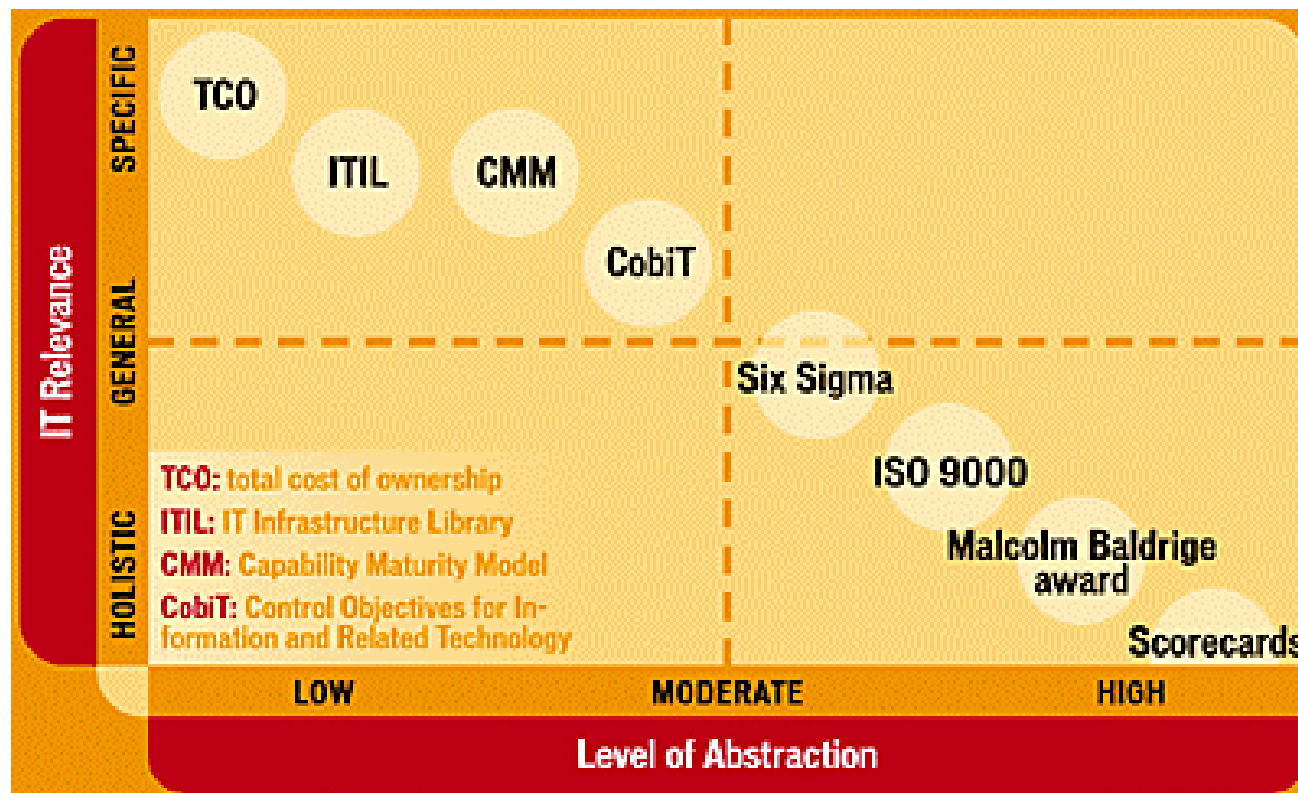 IT Relevance
SPECIFIC
GENERAL
HOLISTIC
TCO
ITIL
CMM
CobiT
Six Sigma
ISO 9000
Malcolm Baldrige
award
Scorecards
TCO: total cost of ownership
ITIL: IT Infrastructure Library
CMM: Capability Maturity Model
CobiT: Control Objectives for In-
formation and Related Technology
LOW
MODERATE
HIGH
Level of Abstraction